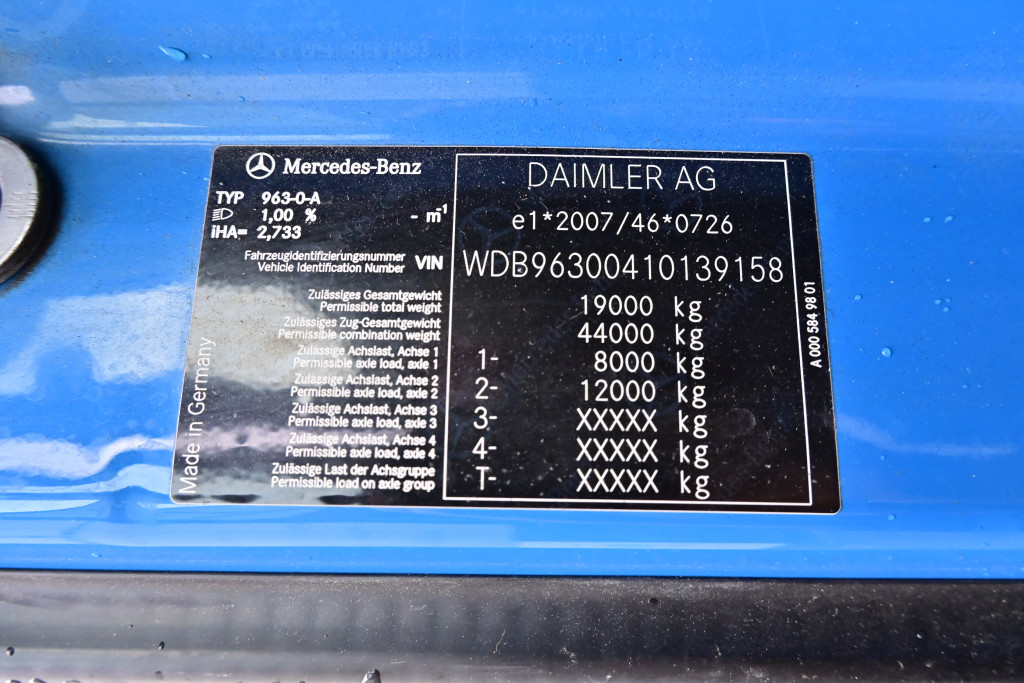 Mercedes-Benz
TYP 963-0-A
1,00 % - m⁻¹
iHA= 2,733
DAIMLER AG
e1*2007/46*0726
Fahrzeugidentifizierungsnummer
Vehicle Identification Number VIN WDB96300410139158
Zulässiges Gesamtgewicht
Permissible total weight 19000 kg
Zulässiges Zug-Gesamtgewicht
Permissible combination weight 44000 kg
Zulässige Achslast, Achse 1
Permissible axle load, axle 1 1- 8000 kg
Zulässige Achslast, Achse 2
Permissible axle load, axle 2 2- 12000 kg
Zulässige Achslast, Achse 3
Permissible axle load, axle 3 3- XXXXX kg
Zulässige Achslast, Achse 4
Permissible axle load, axle 4 4- XXXXX kg
Zulässige Last der Achsgruppe
Permissible load on axle group T- XXXXX kg
Made in Germany
A 000 584 98 01